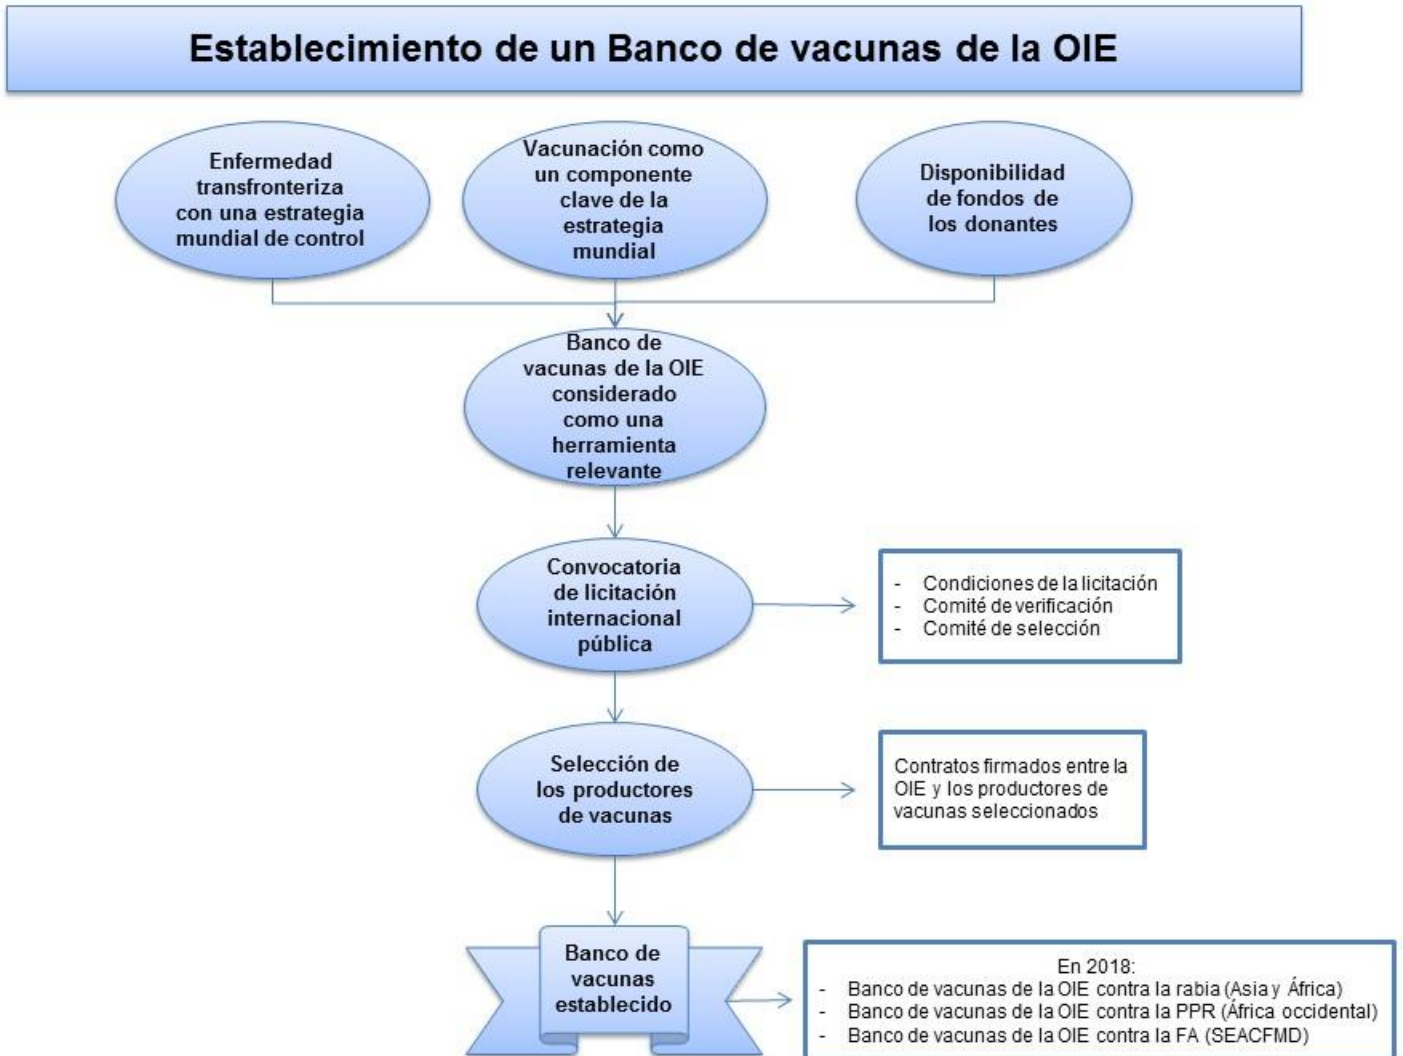 Establecimiento de un Banco de vacunas de la OIE
Enfermedad
transfronteriza
con una estrategia
mundial de control
Vacunación como
un componente
clave de la
estrategia
mundial
Disponibilidad
de fondos de
los donantes
Banco de
vacunas de la OIE
considerado
como una
herramienta
relevante
Convocatoria
de licitación
internacional
pública
- Condiciones de la licitación
- Comité de verificación
- Comité de selección
Selección de
los productores
de vacunas
Contratos firmados entre la
OIE y los productores de
vacunas seleccionados
Banco de
vacunas
establecido
En 2018:
- Banco de vacunas de la OIE contra la rabia (Asia y África)
- Banco de vacunas de la OIE contra la PPR (África occidental)
- Banco de vacunas de la OIE contra la FA (SEACFMD)